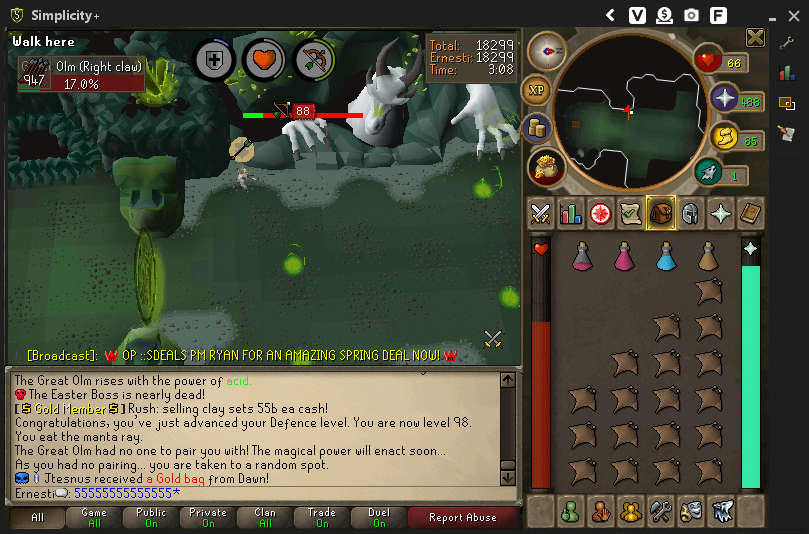 Simplicity+
V
F
Walk here
947
Olm (Right claw)
17.0%
Total: 18299
Ernesti: 18299
Time: 3:08
88
66
XP
488
85
1
[Broadcast]: OP ::SDEALS PM RYAN FOR AN AMAZING SPRING DEAL NOW!
The Great Olm rises with the power of acid.
The Easter Boss is nearly dead!
[$ Gold Member $] Rush: selling clay sets 55b ea cash!
Congratulations, you've just advanced your Defence level. You are now level 98.
You eat the manta ray.
The Great Olm had no one to pair you with! The magical power will enact soon...
As you had no pairing... you are taken to a random spot.
Jtesnus received a Gold bag from Dawn!
Ernesti: 55555555555555*
All
Game
All
Public
On
Private
On
Clan
All
Trade
On
Duel
On
Report Abuse